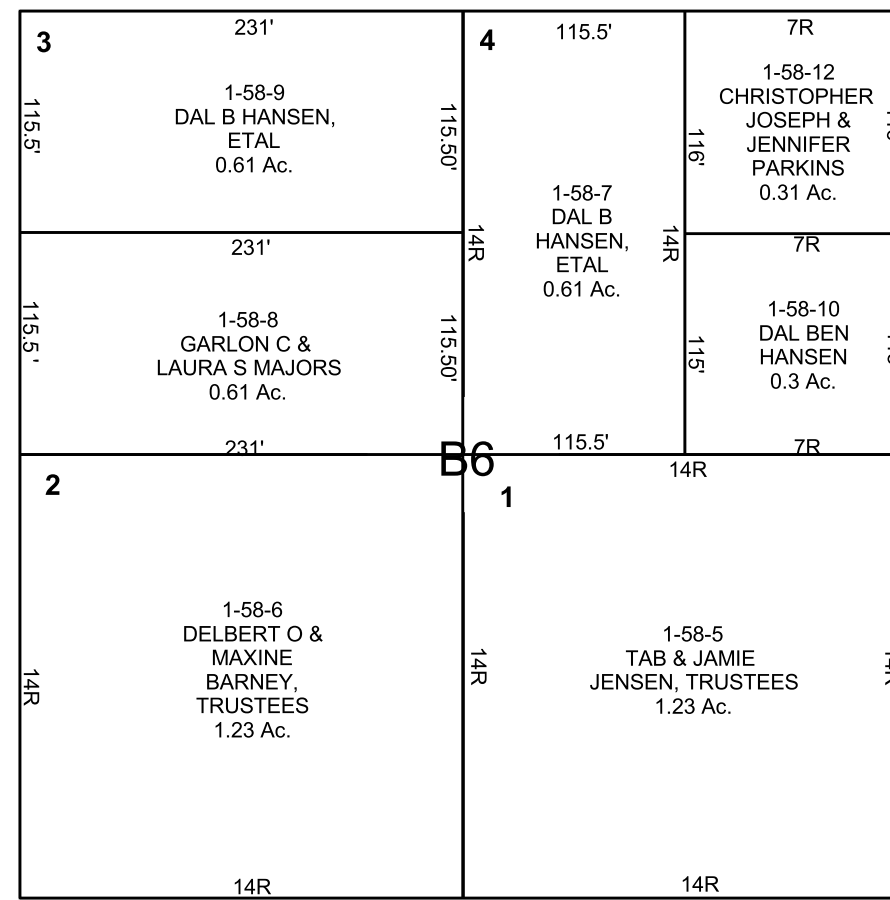 3
231'
115.5'
1-58-9
DAL B HANSEN,
ETAL
0.61 Ac.
115.50'
231'
115.5 '
1-58-8
GARLON C &
LAURA S MAJORS
0.61 Ac.
115.50'
231'
4
115.5'
14R
1-58-7
DAL B
HANSEN,
ETAL
0.61 Ac.
14R
115.5'
7R
116'
1-58-12
CHRISTOPHER
JOSEPH &
JENNIFER
PARKINS
0.31 Ac.
7R
115'
1-58-10
DAL BEN
HANSEN
0.3 Ac.
7R
B6
2
14R
1-58-6
DELBERT O &
MAXINE
BARNEY,
TRUSTEES
1.23 Ac.
14R
1
14R
14R
1-58-5
TAB & JAMIE
JENSEN, TRUSTEES
1.23 Ac.
14R